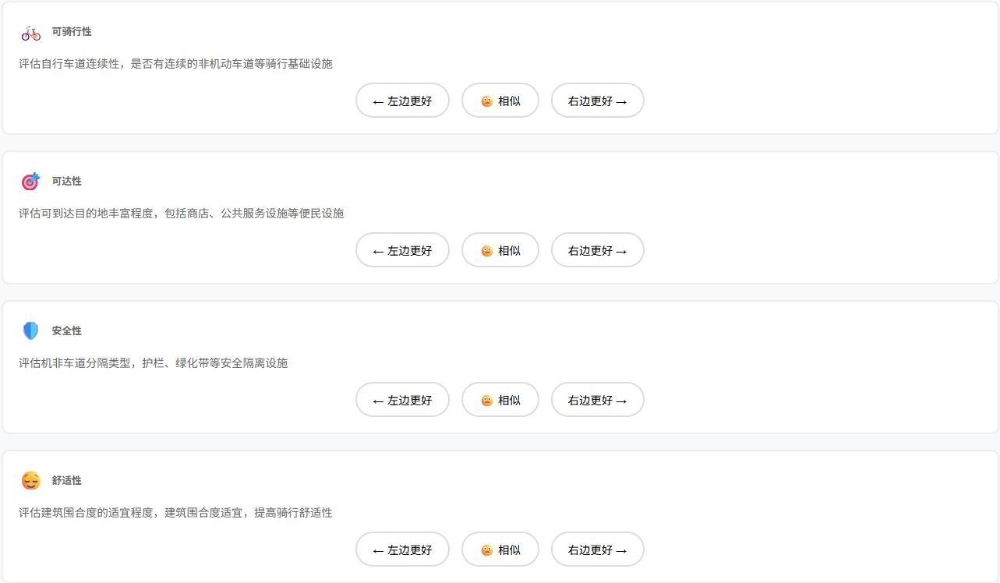 可骑行性
评估自行车道连续性，是否有连续的非机动车道等骑行基础设施
← 左边更好 相似 右边更好 →
可达性
评估可到达目的地丰富程度，包括商店、公共服务设施等便民设施
← 左边更好 相似 右边更好 →
安全性
评估机非车道分隔类型，护栏、绿化带等安全隔离设施
← 左边更好 相似 右边更好 →
舒适性
评估建筑围合度的适宜程度，建筑围合度适宜，提高骑行舒适性
← 左边更好 相似 右边更好 →